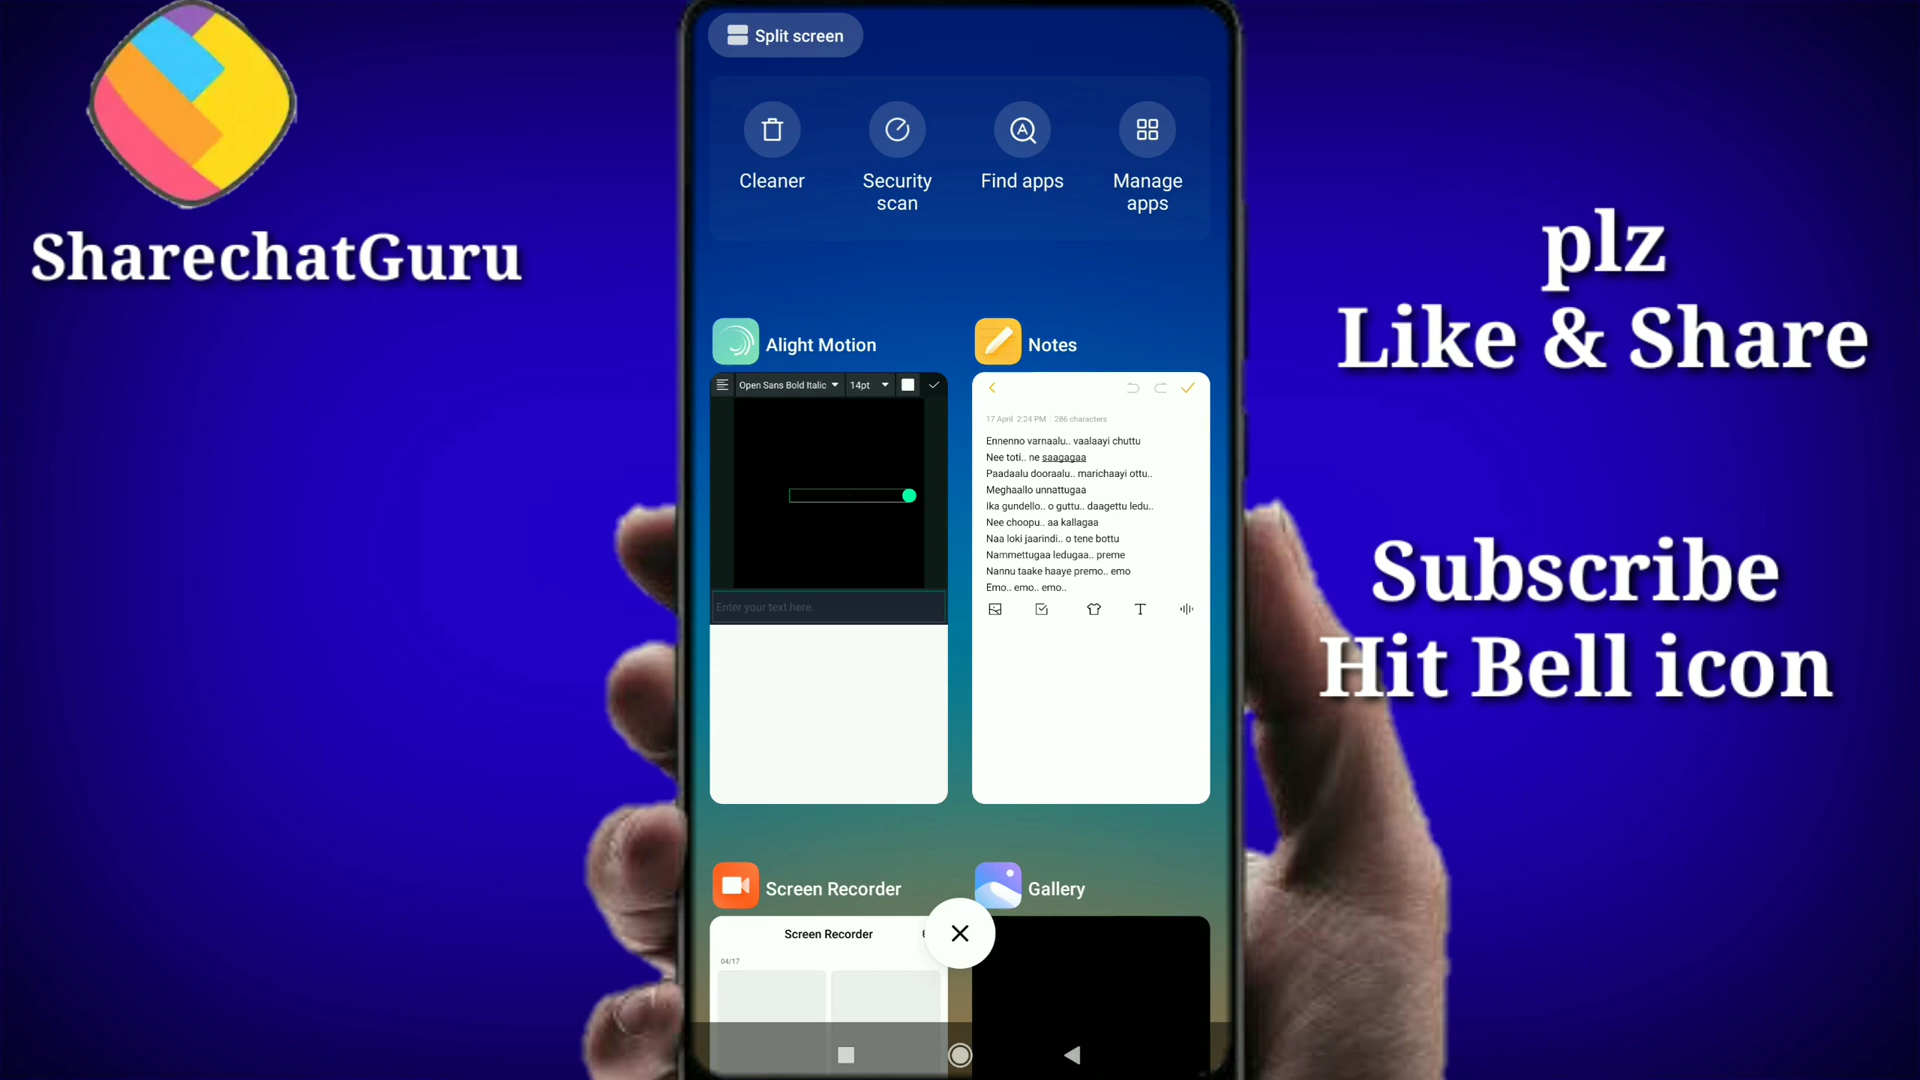 Split screen
Cleaner
Security
scan
Find apps
Manage
apps
SharechatGuru
plz
Like & Share
Subscribe
Hit Bell icon
Alight Motion
Open Sans Bold Italic
14pt
Enter your text here.
Notes
17 April 2:24 PM | 286 characters
Ennenno varnaalu.. vaalaayi chuttu
Nee toti.. ne saagagaa
Paadaalu dooraalu.. marichaayi ottu..
Meghaallo unnattugaa
Ika gundello.. o guttu.. daagettu ledu..
Nee choopu.. aa kallagaa
Naa loki jaarindi.. o tene bottu
Nammettugaa ledugaa.. preme
Nannu taake haaye premo.. emo
Emo.. emo.. emo..
Screen Recorder
Screen Recorder
04/17
Gallery